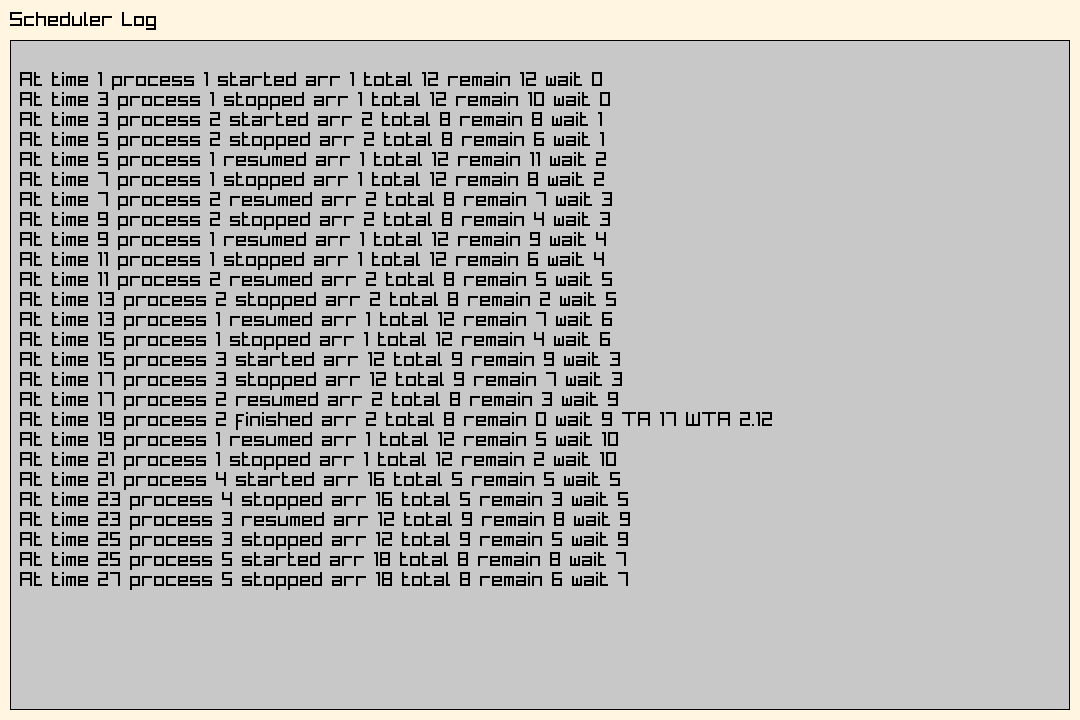 Scheduler Log
At time 1 process 1 started arr 1 total 12 remain 12 wait 0
At time 3 process 1 stopped arr 1 total 12 remain 10 wait 0
At time 3 process 2 started arr 2 total 8 remain 8 wait 1
At time 5 process 2 stopped arr 2 total 8 remain 6 wait 1
At time 5 process 1 resumed arr 1 total 12 remain 11 wait 2
At time 7 process 1 stopped arr 1 total 12 remain 8 wait 2
At time 7 process 2 resumed arr 2 total 8 remain 7 wait 3
At time 9 process 2 stopped arr 2 total 8 remain 4 wait 3
At time 9 process 1 resumed arr 1 total 12 remain 9 wait 4
At time 11 process 1 stopped arr 1 total 12 remain 6 wait 4
At time 11 process 2 resumed arr 2 total 8 remain 5 wait 5
At time 13 process 2 stopped arr 2 total 8 remain 2 wait 5
At time 13 process 1 resumed arr 1 total 12 remain 7 wait 6
At time 15 process 1 stopped arr 1 total 12 remain 4 wait 6
At time 15 process 3 started arr 12 total 9 remain 9 wait 3
At time 17 process 3 stopped arr 12 total 9 remain 7 wait 3
At time 17 process 2 resumed arr 2 total 8 remain 3 wait 9
At time 19 process 2 finished arr 2 total 8 remain 0 wait 9 TA 17 WTA 2.12
At time 19 process 1 resumed arr 1 total 12 remain 5 wait 10
At time 21 process 1 stopped arr 1 total 12 remain 2 wait 10
At time 21 process 4 started arr 16 total 5 remain 5 wait 5
At time 23 process 4 stopped arr 16 total 5 remain 3 wait 5
At time 23 process 3 resumed arr 12 total 9 remain 8 wait 9
At time 25 process 3 stopped arr 12 total 9 remain 5 wait 9
At time 25 process 5 started arr 18 total 8 remain 8 wait 7
At time 27 process 5 stopped arr 18 total 8 remain 6 wait 7